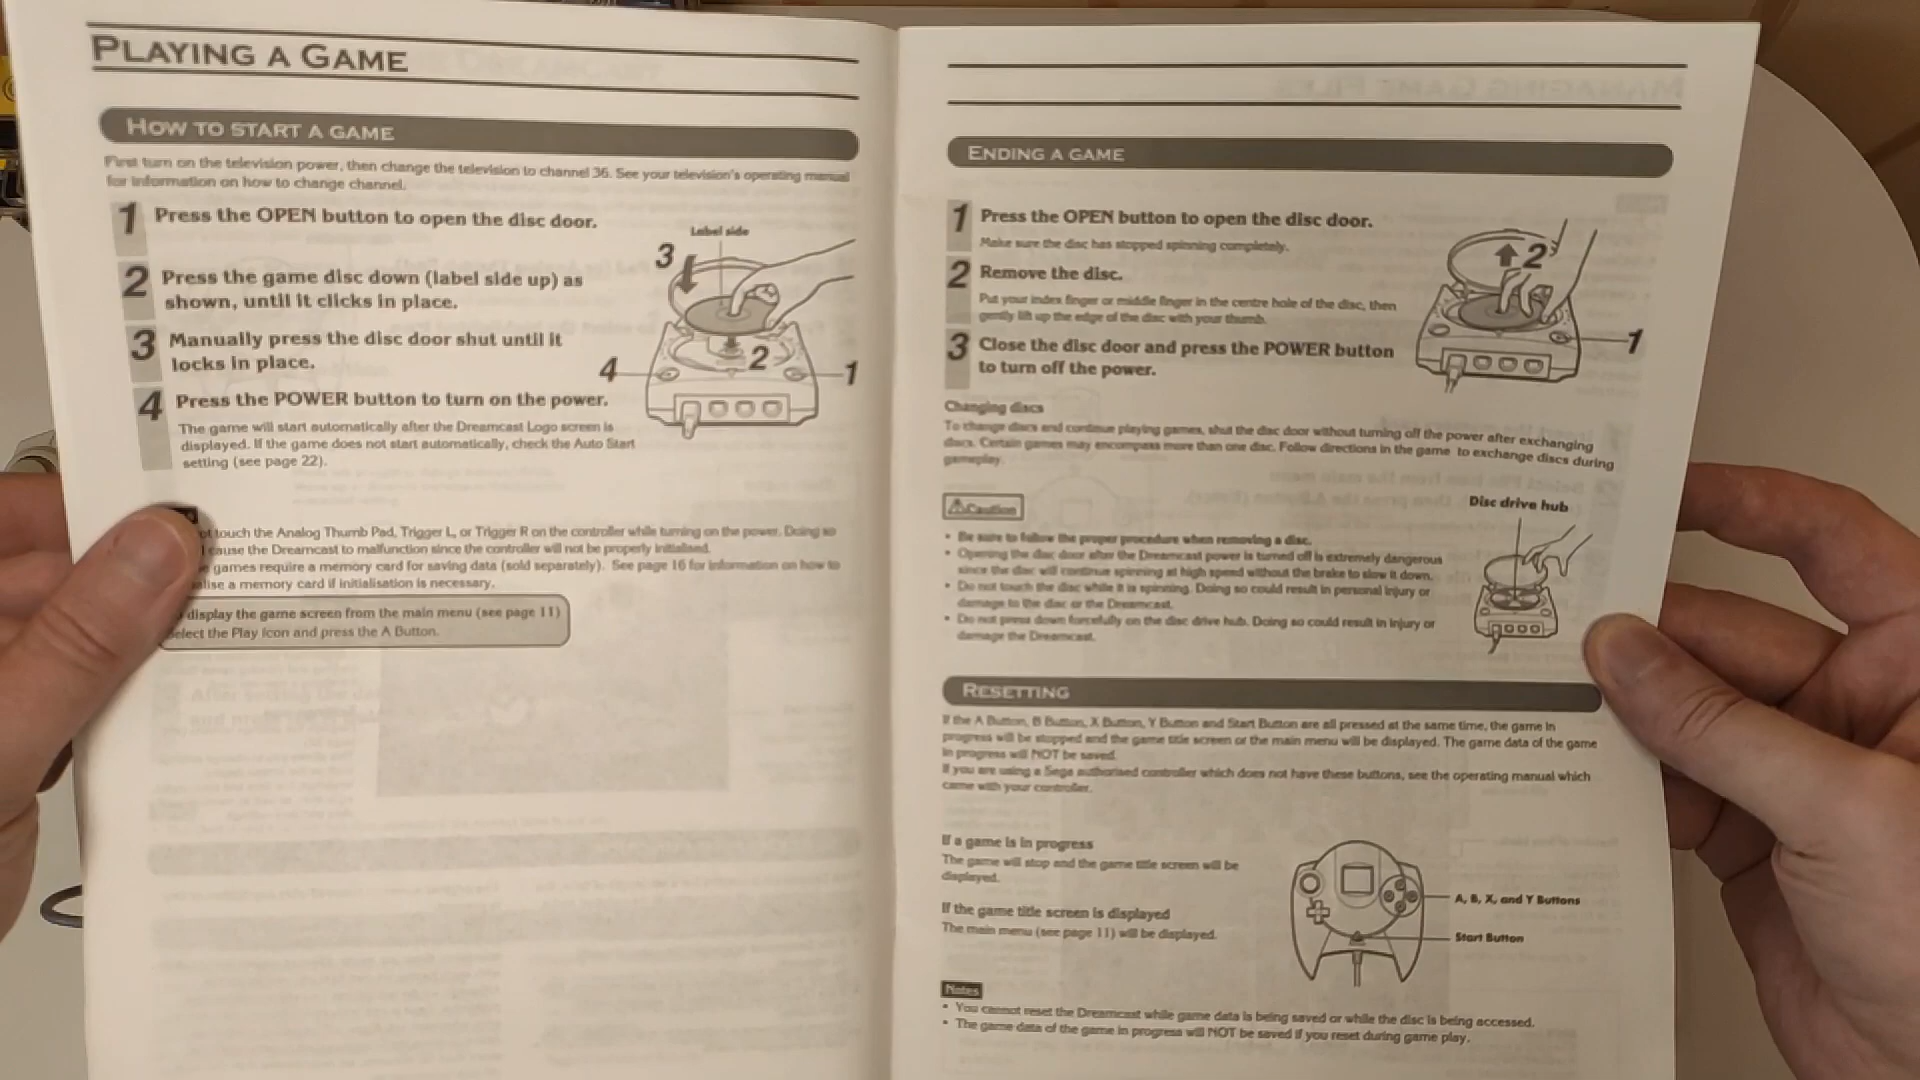 PLAYING A GAME
HOW TO START A GAME
First turn on the television power, then change the television to channel 36. See your television's operating manual
for information on how to change channel.
1 Press the OPEN button to open the disc door.
2 Press the game disc down (label side up) as
shown, until it clicks in place.
3 Manually press the disc door shut until it
locks in place.
4 Press the POWER button to turn on the power.
The game will start automatically after the Dreamcast Logo screen is
displayed. If the game does not start automatically, check the Auto Start
setting (see page 22).
Label side
3
2
4
1
touch the Analog Thumb Pad, Trigger L, or Trigger R on the controller while turning on the power. Doing so
cause the Dreamcast to malfunction since the controller will not be properly initialised.
games require a memory card for saving data (sold separately). See page 16 for information on how to
a memory card if initialisation is necessary.
display the game screen from the main menu (see page 11)
select the Play icon and press the A Button.
ENDING A GAME
1 Press the OPEN button to open the disc door.
Make sure the disc has stopped spinning completely.
2 Remove the disc.
Put your index finger or middle finger in the centre hole of the disc, then
gently lift up the edge of the disc with your thumb.
3 Close the disc door and press the POWER button
to turn off the power.
2
1
Changing discs
To change discs and continue playing games, shut the disc door without turning off the power after exchanging
discs. Certain games may encompass more than one disc. Follow directions in the game to exchange discs during
gameplay.
Caution
• Be sure to follow the proper procedure when removing a disc.
• Opening the disc door after the Dreamcast power is turned off is extremely dangerous
since the disc will continue spinning at high speed without the brake to slow it down.
• Do not touch the disc while it is spinning. Doing so could result in personal injury or
damage to the disc or the Dreamcast.
• Do not press down forcefully on the disc drive hub. Doing so could result in injury or
damage the Dreamcast.
Disc drive hub
RESETTING
If the A Button, B Button, X Button, Y Button and Start Button are all pressed at the same time, the game in
progress will be stopped and the game title screen or the main menu will be displayed. The game data of the game
in progress will NOT be saved.
If you are using a Sega authorised controller which does not have these buttons, see the operating manual which
came with your controller.
If a game is in progress
The game will stop and the game title screen will be
displayed.
If the game title screen is displayed
The main menu (see page 11) will be displayed.
A, B, X, and Y Buttons
Start Button
Notes
• You cannot reset the Dreamcast while game data is being saved or while the disc is being accessed.
• The game data of the game in progress will NOT be saved if you reset during game play.